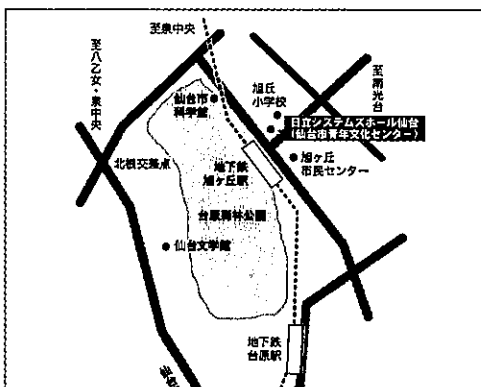 至泉中央
至八乙女・泉中央
旭丘
小学校
至南光台
仙台市
科学館
日立システムズホール仙台
(仙台市青年文化センター)
北根交差点
地下鉄
旭ヶ丘駅
旭ヶ丘
市民センター
台原森林公園
仙台文学館
地下鉄
台原駅